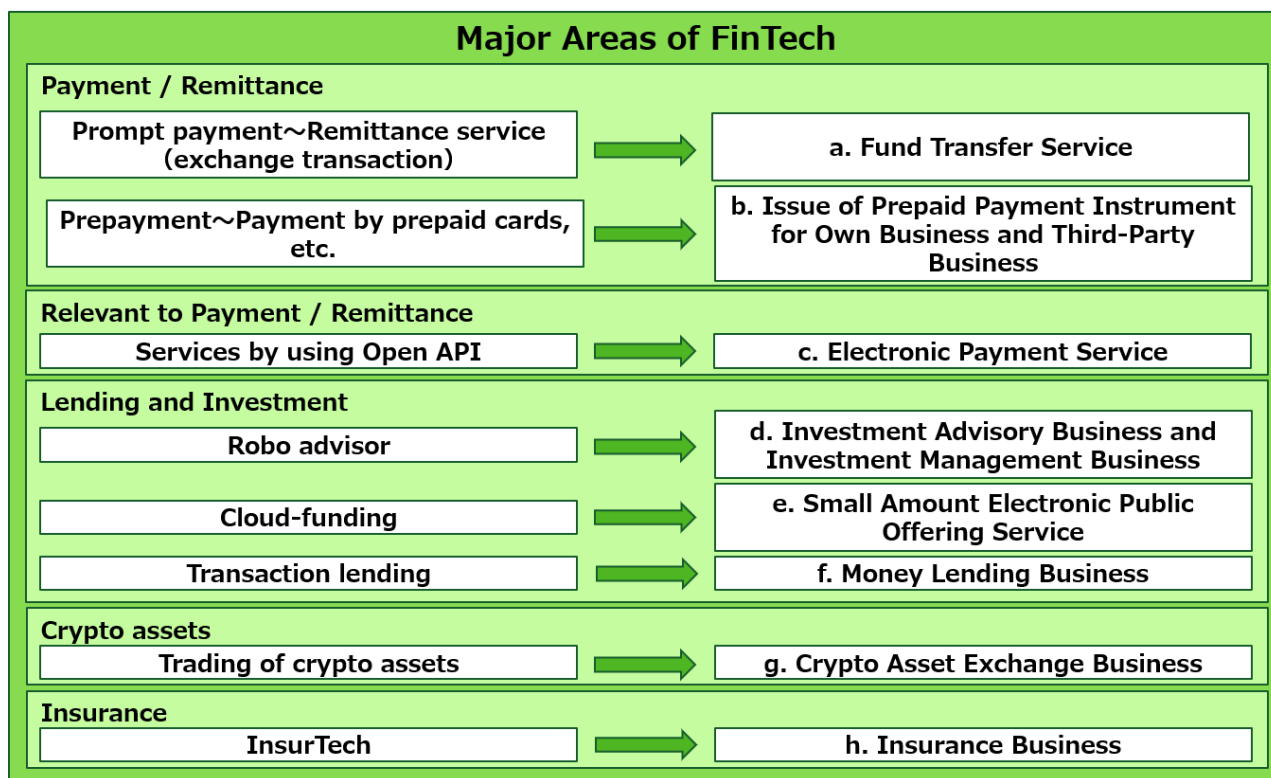 Major Areas of FinTech
Payment / Remittance
Prompt payment～Remittance service
（exchange transaction）
a. Fund Transfer Service
Prepayment～Payment by prepaid cards,
etc.
b. Issue of Prepaid Payment Instrument
for Own Business and Third-Party
Business
Relevant to Payment / Remittance
Services by using Open API
c. Electronic Payment Service
Lending and Investment
Robo advisor
d. Investment Advisory Business and
Investment Management Business
Cloud-funding
e. Small Amount Electronic Public
Offering Service
Transaction lending
f. Money Lending Business
Crypto assets
Trading of crypto assets
g. Crypto Asset Exchange Business
Insurance
InsurTech
h. Insurance Business